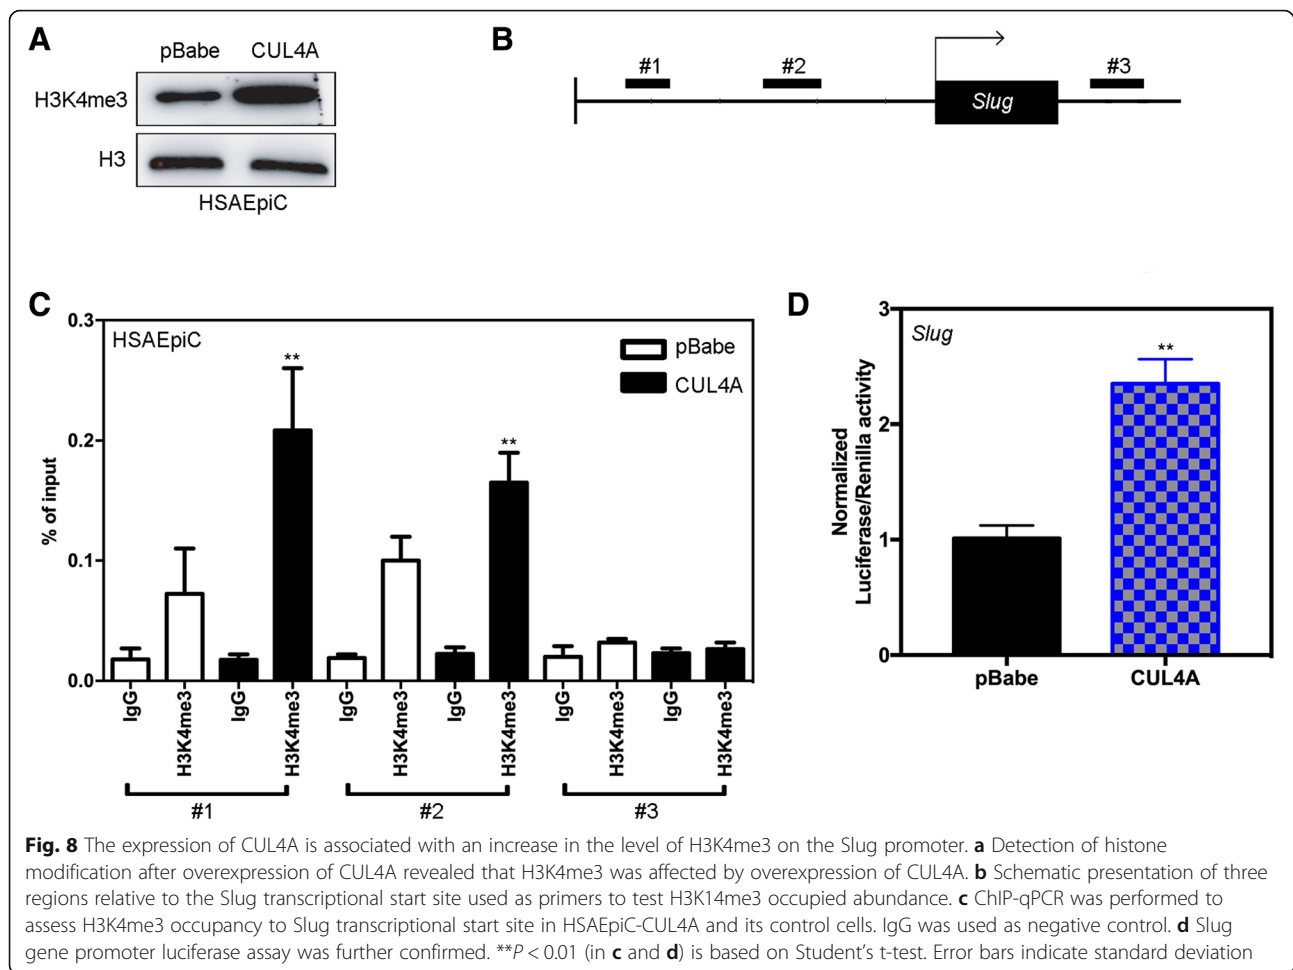 A
pBabe CUL4A
H3K4me3
H3
HSAEpiC
B
#1 #2 #3
Slug
C
HSAEpiC
pBabe
CUL4A
% of input
0.3
0.2
0.1
0.0
** **
IgG H3K4me3 IgG H3K4me3 IgG H3K4me3 IgG H3K4me3 IgG H3K4me3 IgG H3K4me3
#1 #2 #3
D
Slug
Normalized
Luciferase/Renilla activity
3
2
1
0
**
pBabe CUL4A
Fig. 8 The expression of CUL4A is associated with an increase in the level of H3K4me3 on the Slug promoter. a Detection of histone
modification after overexpression of CUL4A revealed that H3K4me3 was affected by overexpression of CUL4A. b Schematic presentation of three
regions relative to the Slug transcriptional start site used as primers to test H3K14me3 occupied abundance. c ChIP-qPCR was performed to
assess H3K4me3 occupancy to Slug transcriptional start site in HSAEpiC-CUL4A and its control cells. IgG was used as negative control. d Slug
gene promoter luciferase assay was further confirmed. **P < 0.01 (in c and d) is based on Student's t-test. Error bars indicate standard deviation